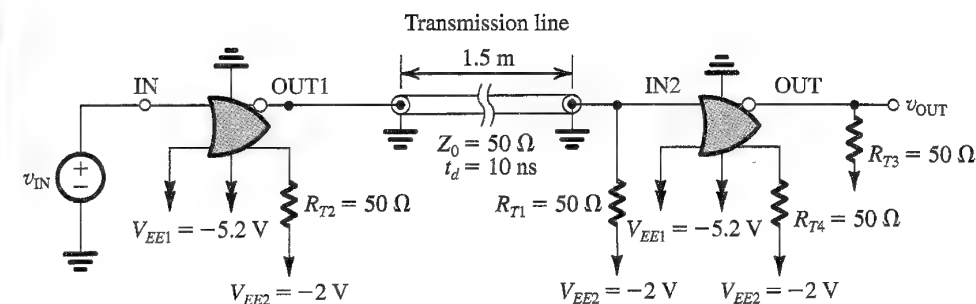 Transmission line
1.5 m
IN
OUT1
IN2
OUT
v_OUT
Z_0 = 50 Ω
t_d = 10 ns
R_T3 = 50 Ω
v_IN
+
−
R_T2 = 50 Ω
R_T1 = 50 Ω
R_T4 = 50 Ω
V_EE1 = −5.2 V
V_EE1 = −5.2 V
V_EE2 = −2 V
V_EE2 = −2 V
V_EE2 = −2 V